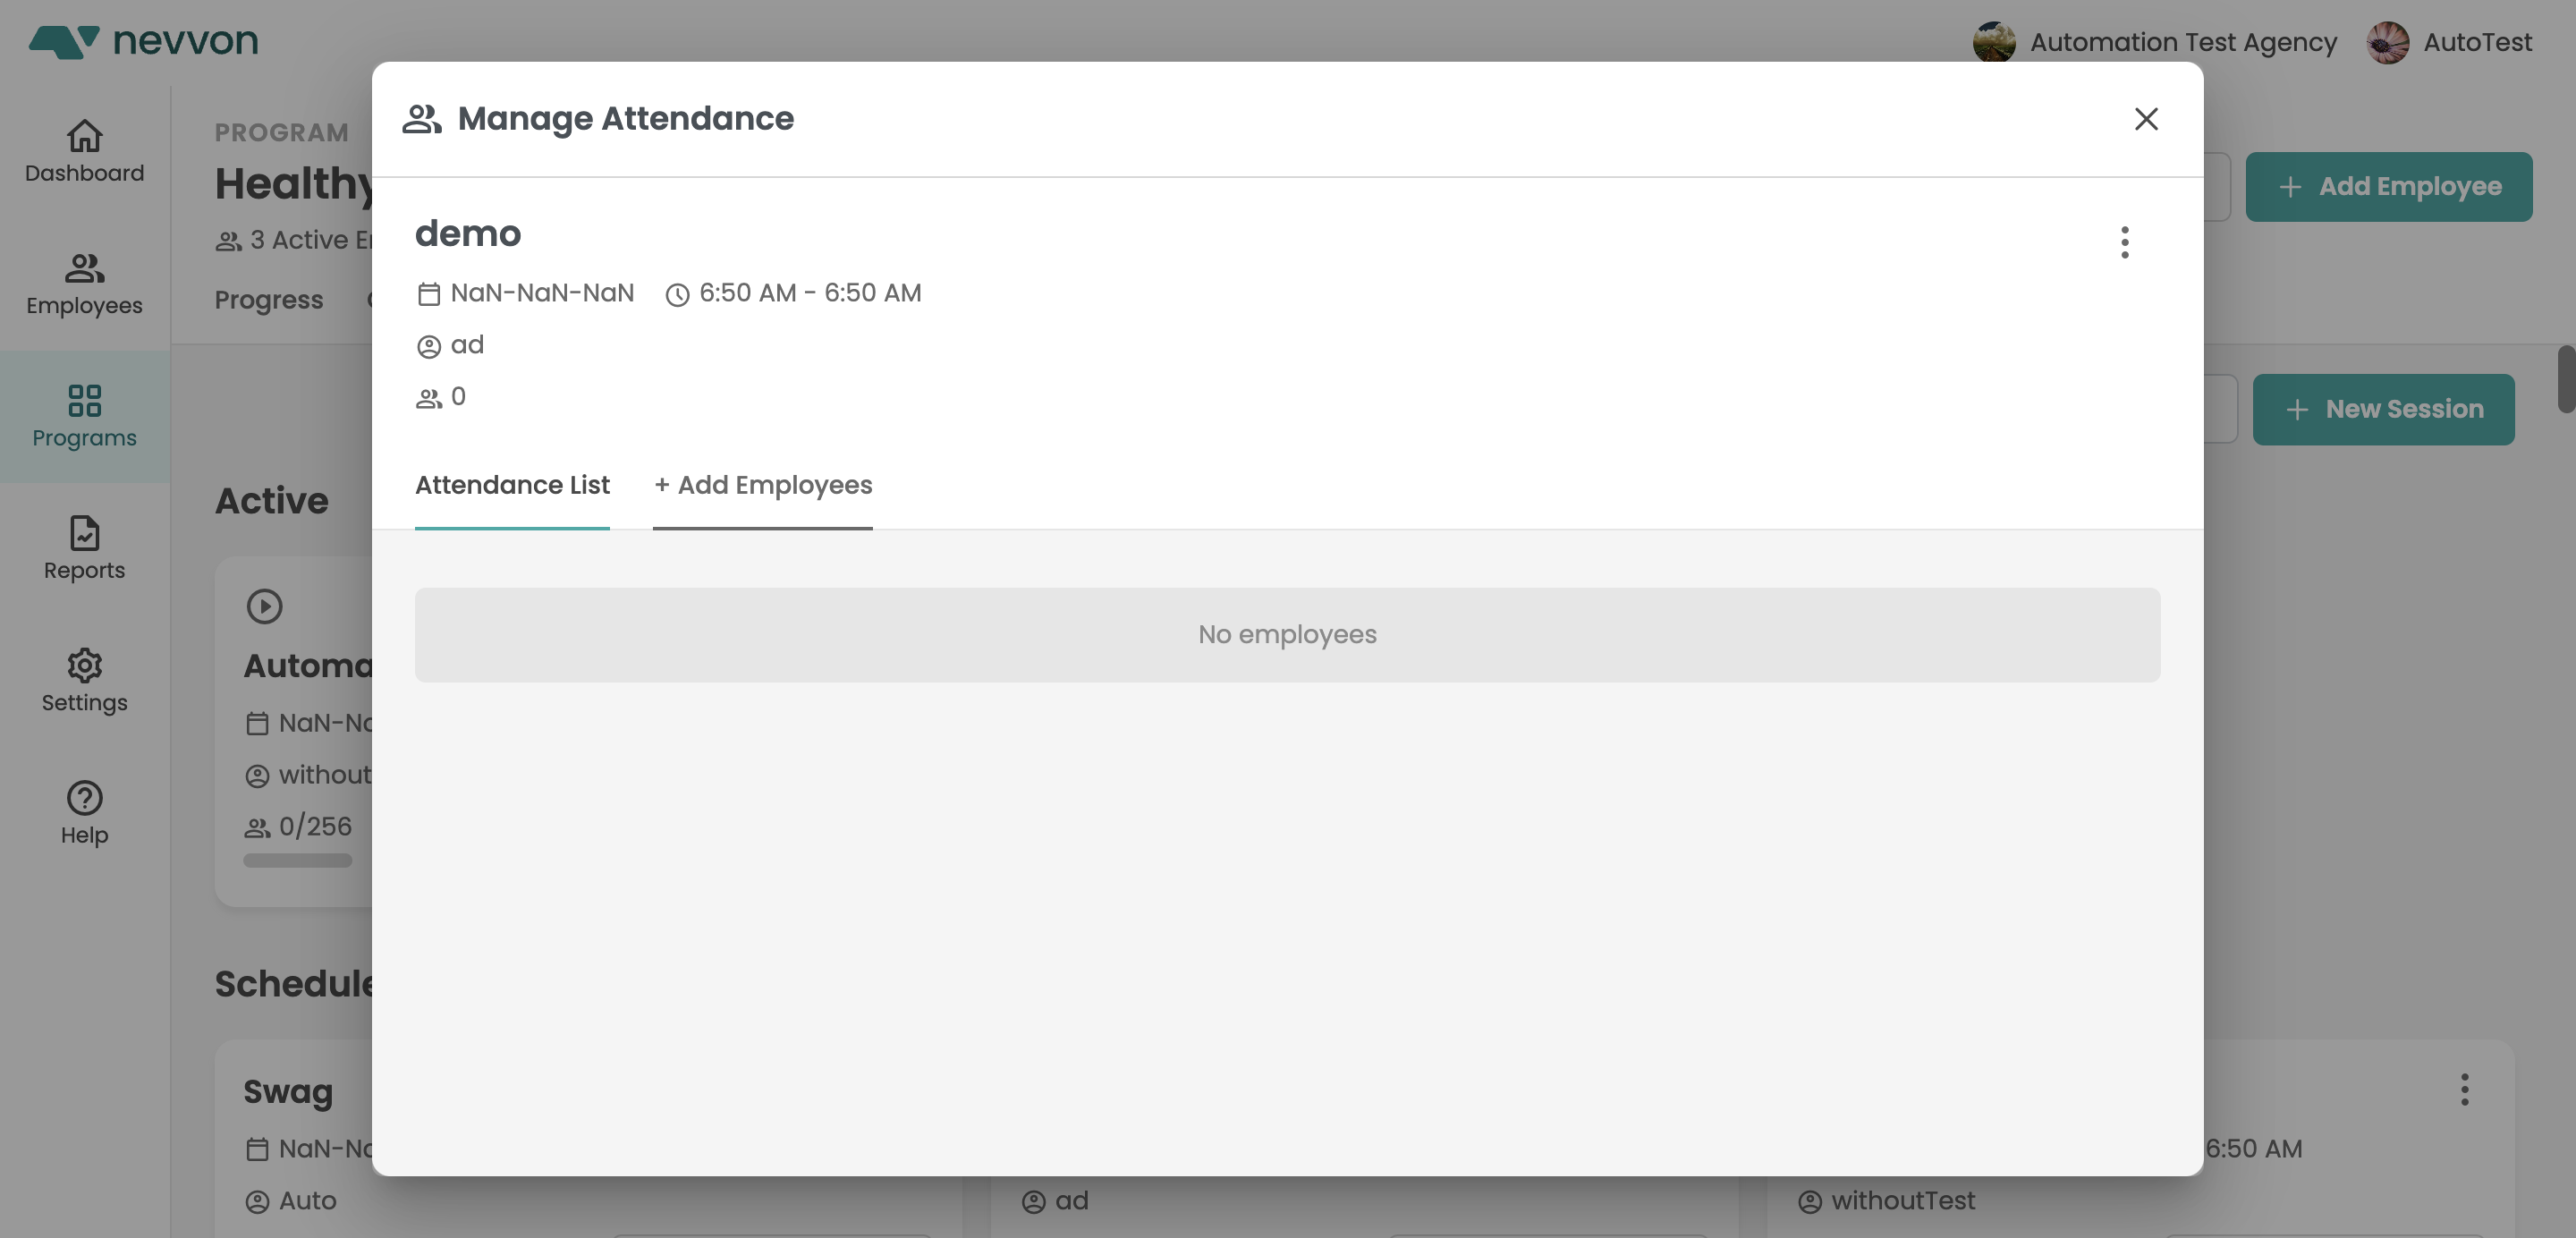 nevvon
Automation Test Agency
AutoTest
Dashboard
Employees
Programs
Reports
Settings
Help
PROGRAM
Healthy
3 Active
Progress
Add Employee
New Session
Manage Attendance
demo
NaN-NaN-NaN 6:50 AM - 6:50 AM
ad
0
Attendance List + Add Employees
No employees
Active
Automa
NaN-Na
without
0/256
Schedule
Swag
NaN-Na
Auto
ad
6:50 AM
withoutTest